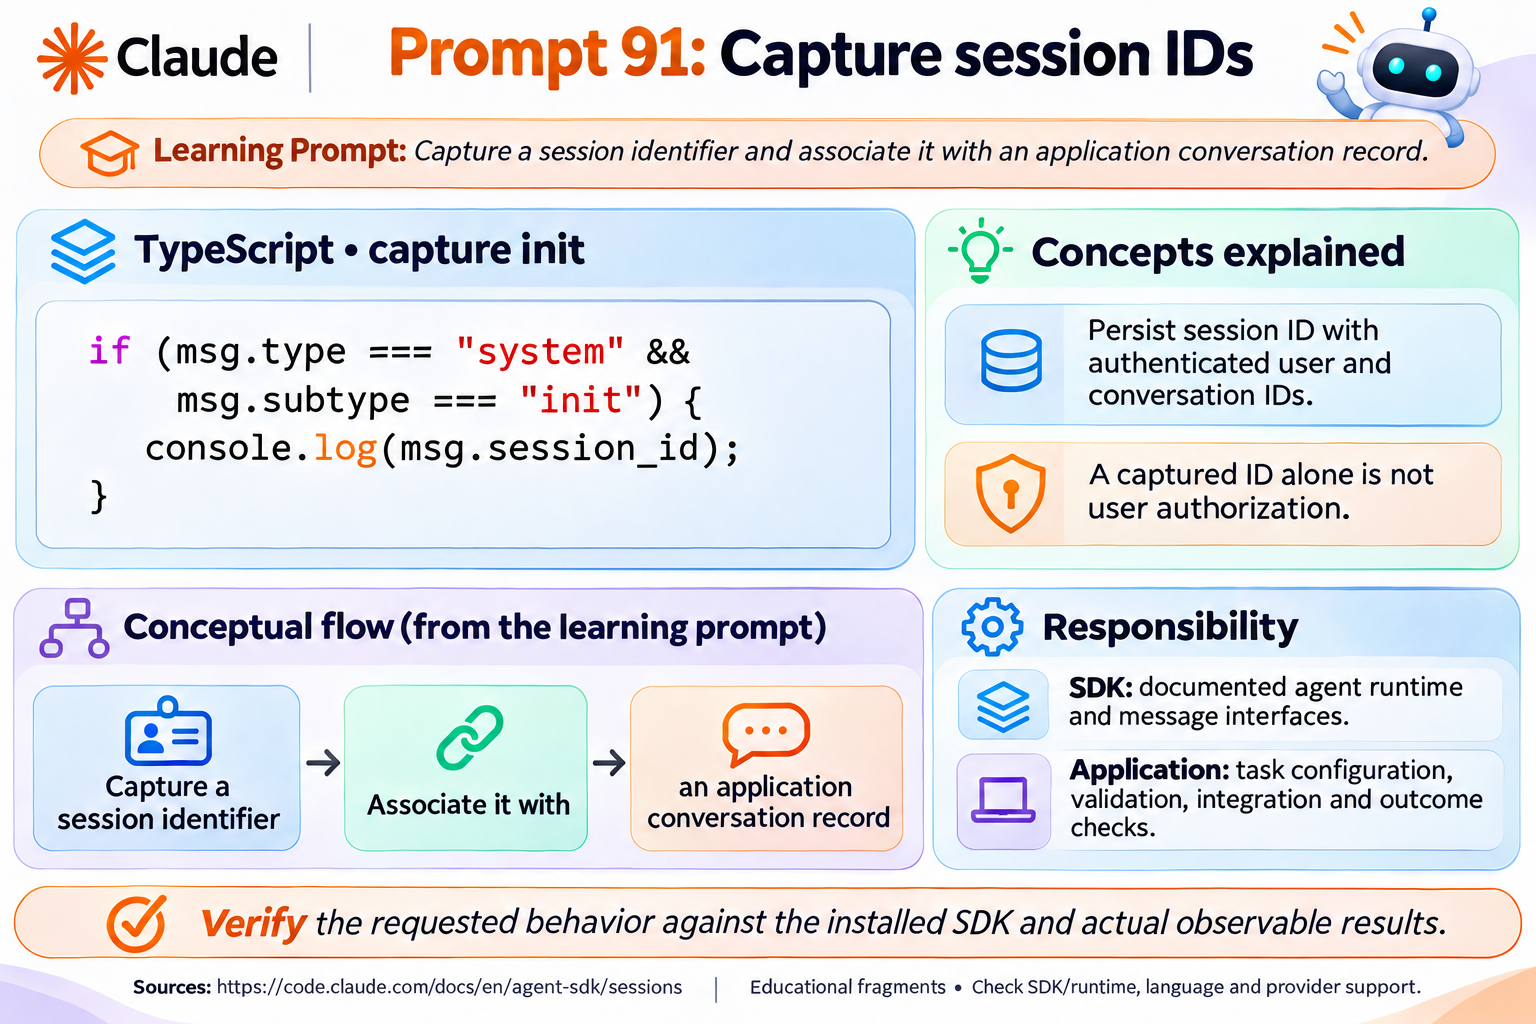 Claude
Prompt 91: Capture session IDs
Learning Prompt: Capture a session identifier and associate it with an application conversation record.
TypeScript • capture init
if (msg.type === "system" &&
msg.subtype === "init") {
console.log(msg.session_id);
}
Concepts explained
Persist session ID with
authenticated user and
conversation IDs.
A captured ID alone is not
user authorization.
Conceptual flow (from the learning prompt)
Capture a
session identifier
Associate it with
an application
conversation record
Responsibility
SDK: documented agent runtime
and message interfaces.
Application: task configuration,
validation, integration and outcome
checks.
Verify the requested behavior against the installed SDK and actual observable results.
Sources: https://code.claude.com/docs/en/agent-sdk/sessions
Educational fragments • Check SDK/runtime, language and provider support.